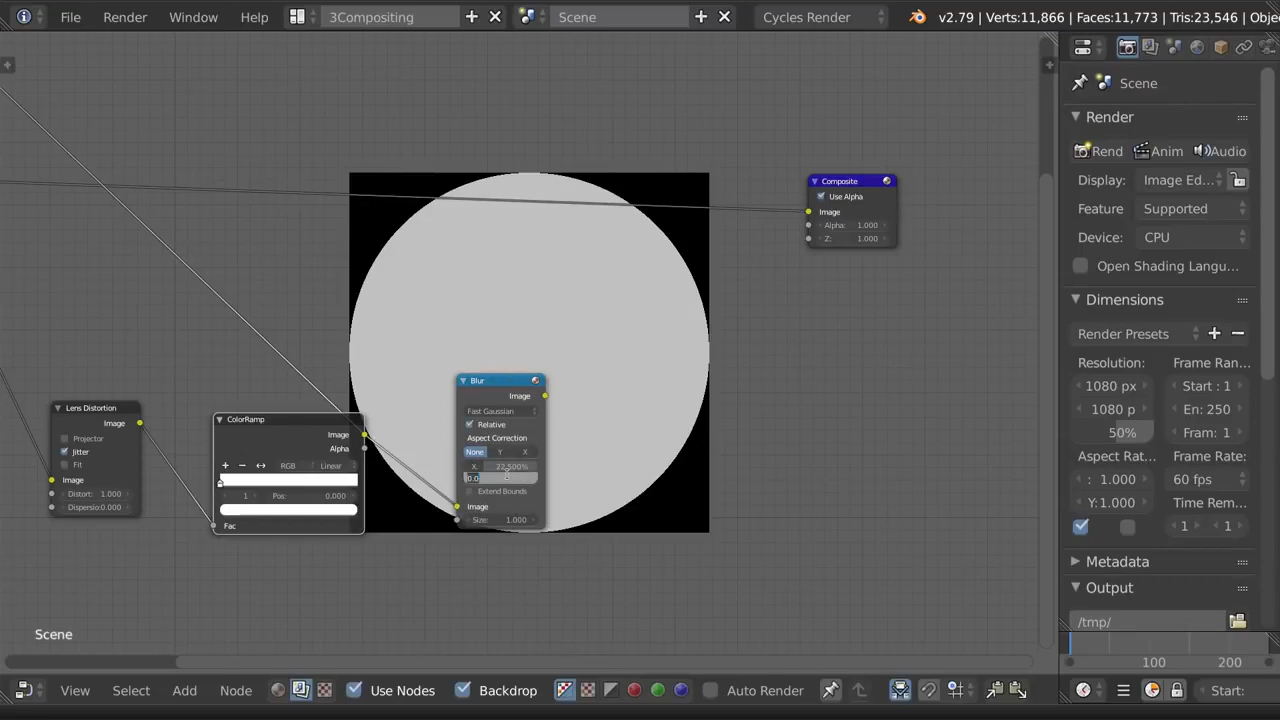 File Render Window Help 3Compositing Scene Cycles Render v2.79 | Verts:11,866 | Faces:11,773 | Tris:23,546 | Obje
Scene
Render
Rend Anim Audio
Display: Image Ed...
Feature Supported
Device: CPU
Open Shading Langu...
Dimensions
Render Presets
Resolution: Frame Ran...
1080 px Start : 1
1080 p En: 250
50% Fram: 1
Aspect Rat... Frame Rate:
: 1.000 60 fps
Y:1.000 Time Rem...
1 1
Metadata
Output
/tmp/
100 200
Start:
Composite
Use Alpha
Image
Alpha: 1.000
Z: 1.000
Blur
Image
Fast Gaussian
Relative
Aspect Correction
None Y X
X: 22.500%
0.0
Extend Bounds
Image
Size: 1.000
Lens Distortion
Image
Projector
Jitter
Fit
Image
Distort: 1.000
Dispersio:0.000
ColorRamp
Image
Alpha
RGB Linear
1 Pos: 0.000
Fac
Scene
View Select Add Node Use Nodes Backdrop Auto Render